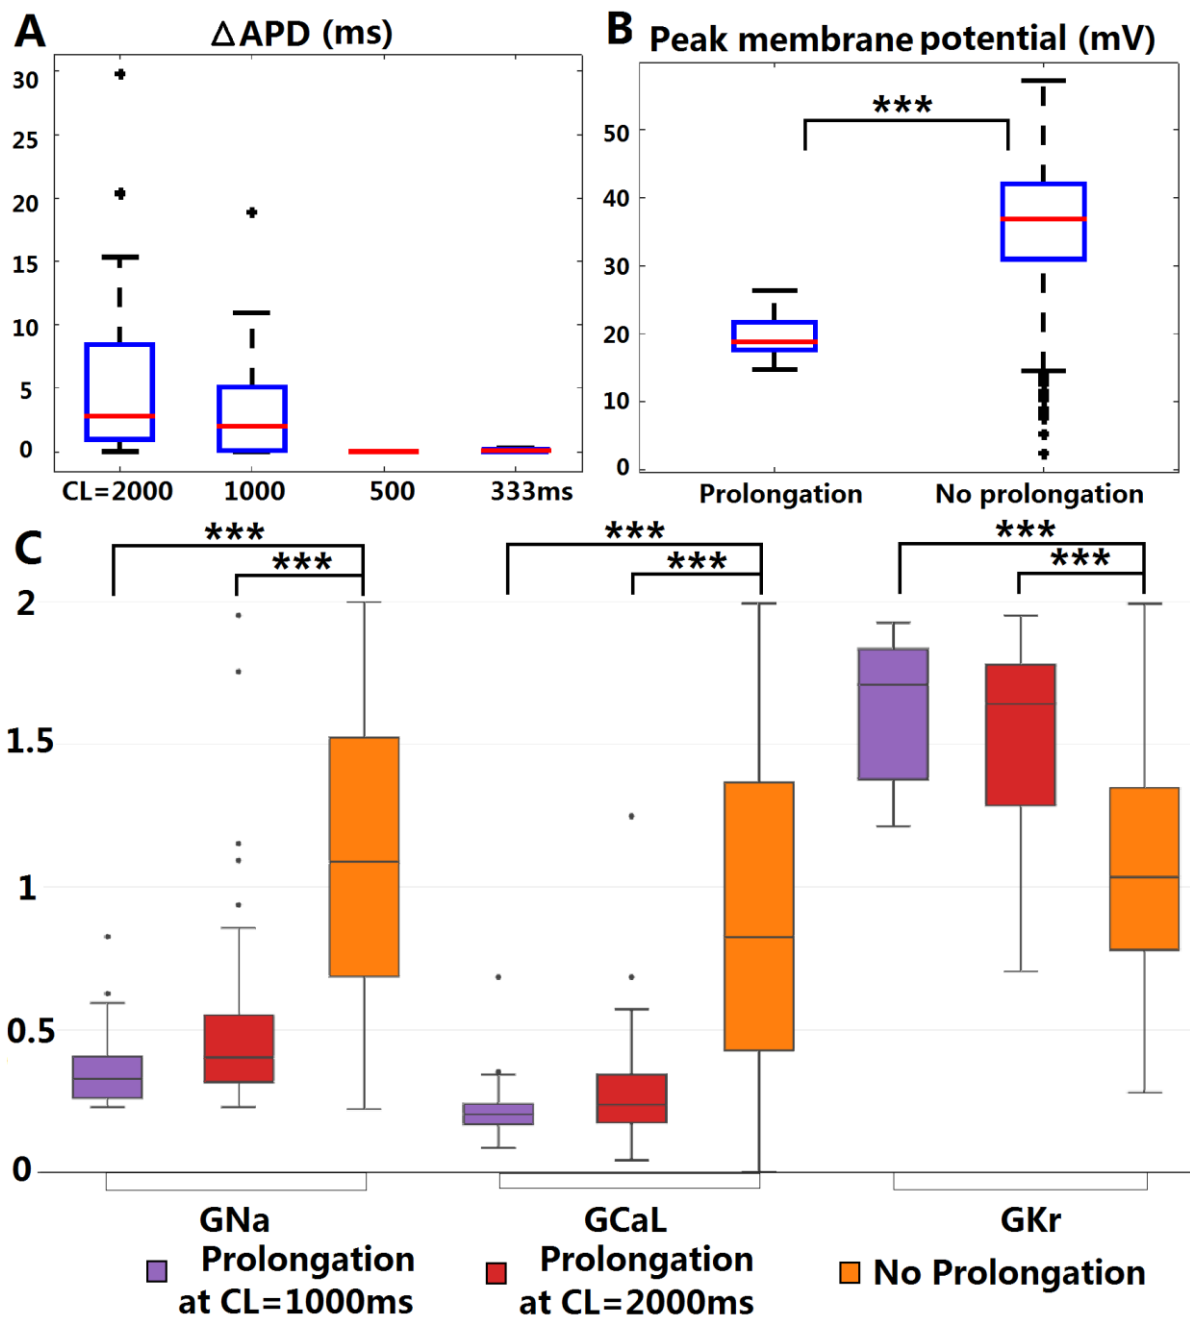 A
ΔAPD (ms)
30
25
20
15
10
5
0
CL=2000 1000 500 333ms
B
Peak membrane potential (mV)
***
50
40
30
20
10
0
Prolongation No prolongation
C
*** *** ***
*** *** ***
2
1.5
1
0.5
0
GNa GCaL GKr
Prolongation
at CL=1000ms
Prolongation
at CL=2000ms
No Prolongation